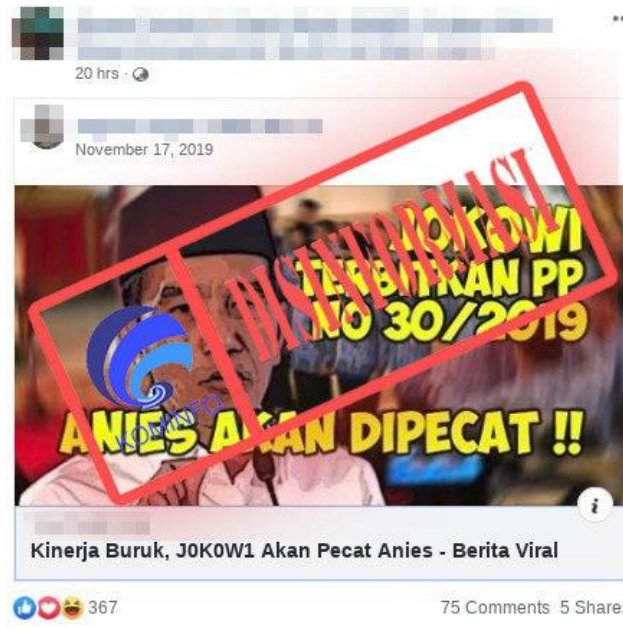 20 hrs
November 17, 2019
JOKOWI
TERBITKAN PP
NO 30/2019
DISINFORMASI
KOMINFO
ANIES AKAN DIPECAT !!
Kinerja Buruk, J0K0W1 Akan Pecat Anies - Berita Viral
367
75 Comments 5 Shares